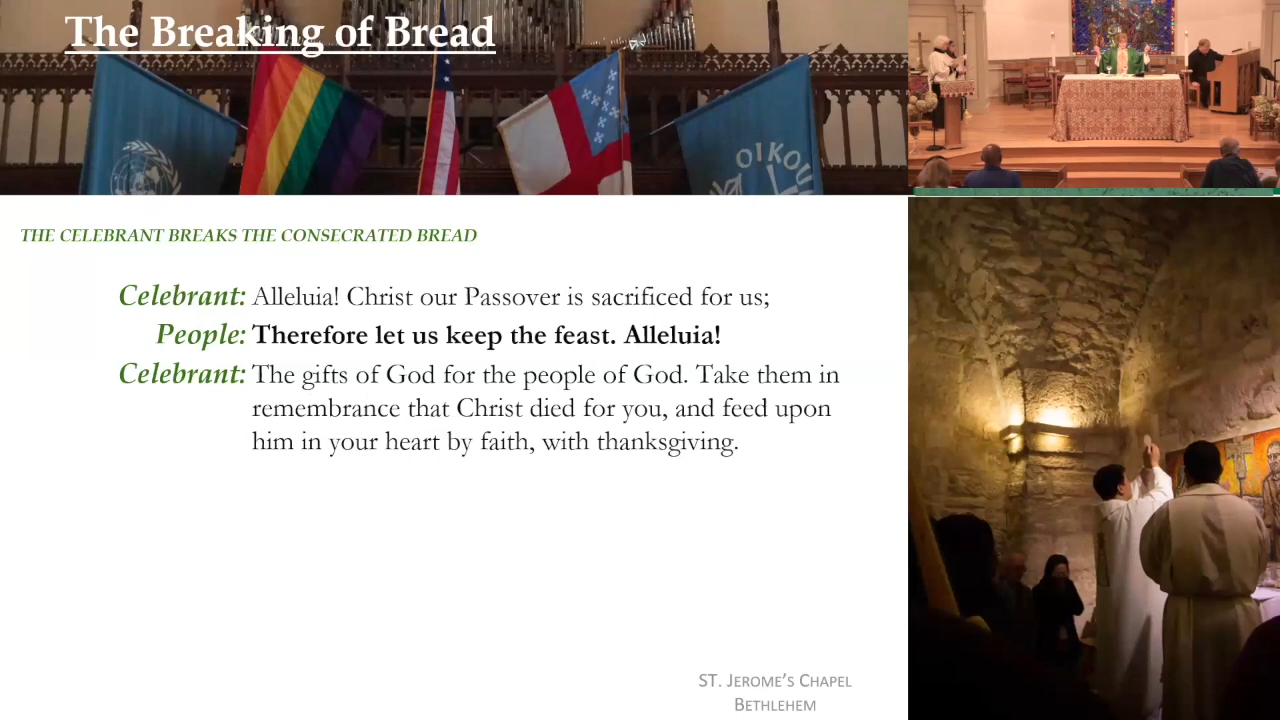 The Breaking of Bread
OIKOU
THE CELEBRANT BREAKS THE CONSECRATED BREAD
Celebrant: Alleluia! Christ our Passover is sacrificed for us;
People: Therefore let us keep the feast. Alleluia!
Celebrant: The gifts of God for the people of God. Take them in
remembrance that Christ died for you, and feed upon
him in your heart by faith, with thanksgiving.
ST. JEROME'S CHAPEL
BETHLEHEM